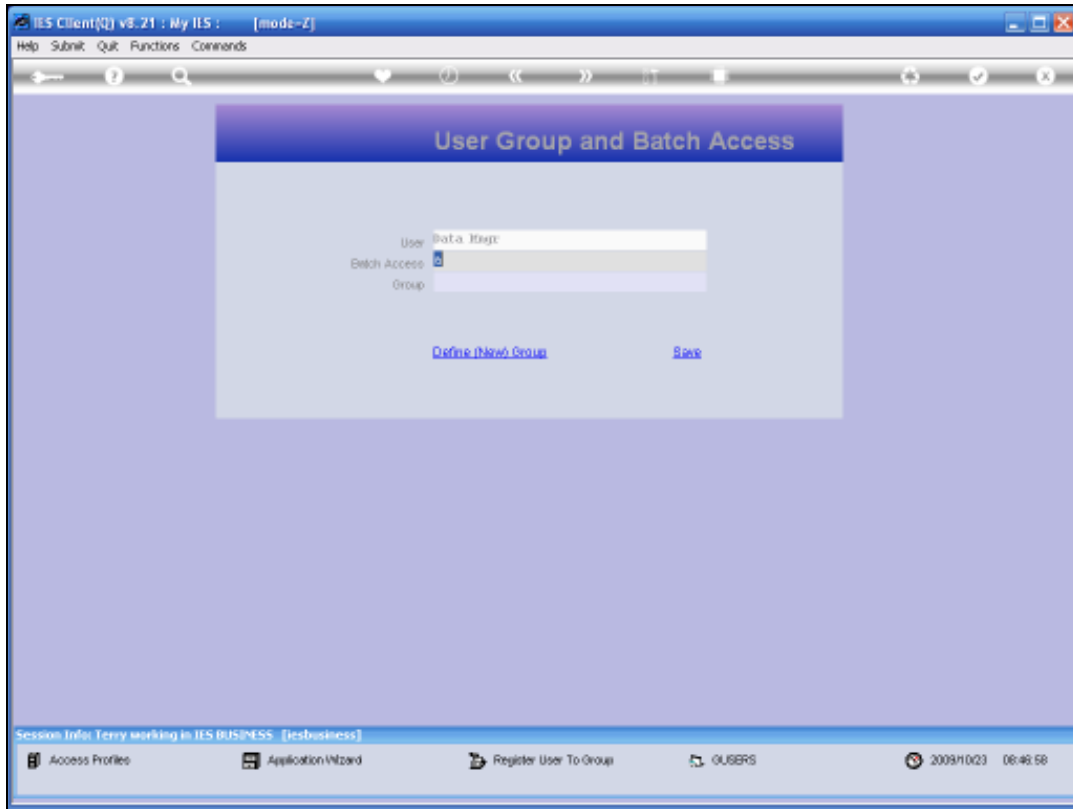 IES Client(Q) v8.21 : My IES : [mode=Z]
Help Submit Quit Functions Commands
User Group and Batch Access
User Data Mngr
Batch Access
Group
Define (New) Group Save
Session Info: Terry working in IES BUSINESS [iesbusiness]
Access Profiles Application Wizard Register User To Group GUSERS 2009/10/23 08:46:58